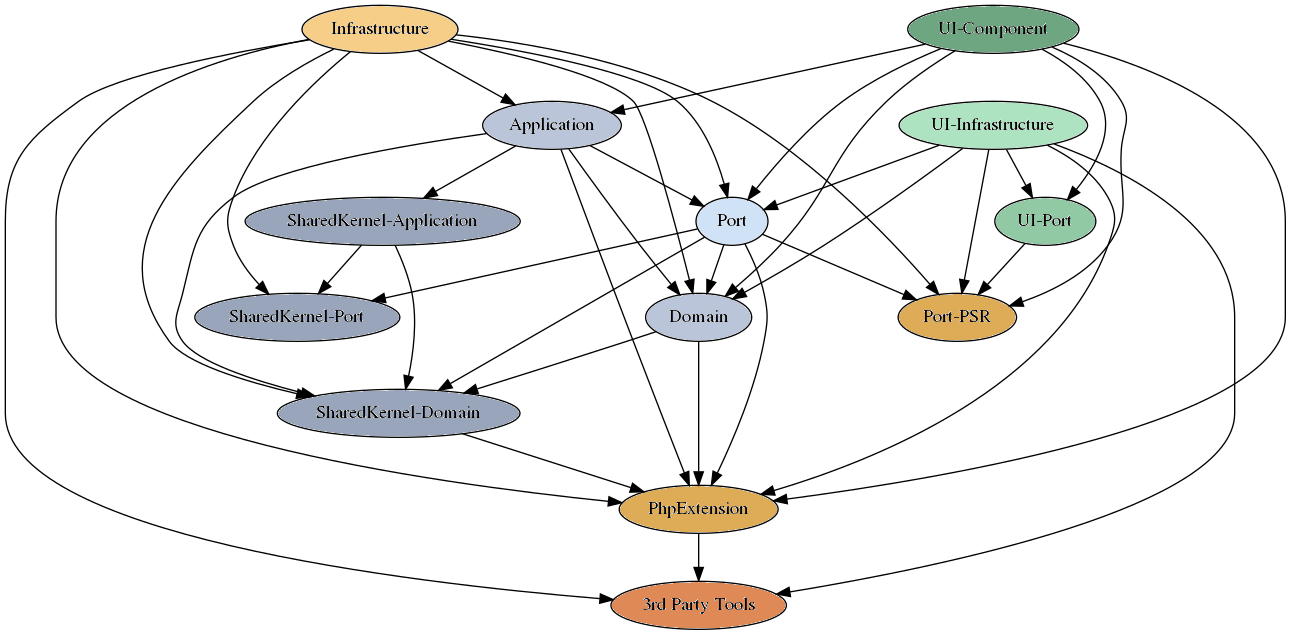 Infrastructure
UI-Component
Application
UI-Infrastructure
SharedKernel-Application
Port
UI-Port
SharedKernel-Port
Domain
Port-PSR
SharedKernel-Domain
PhpExtension
3rd Party Tools